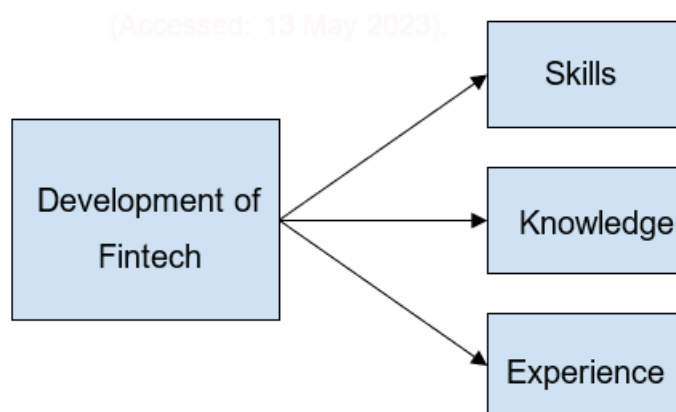 (Accessed: 13 May 2023).
Skills
Development of
Fintech
Knowledge
Experience